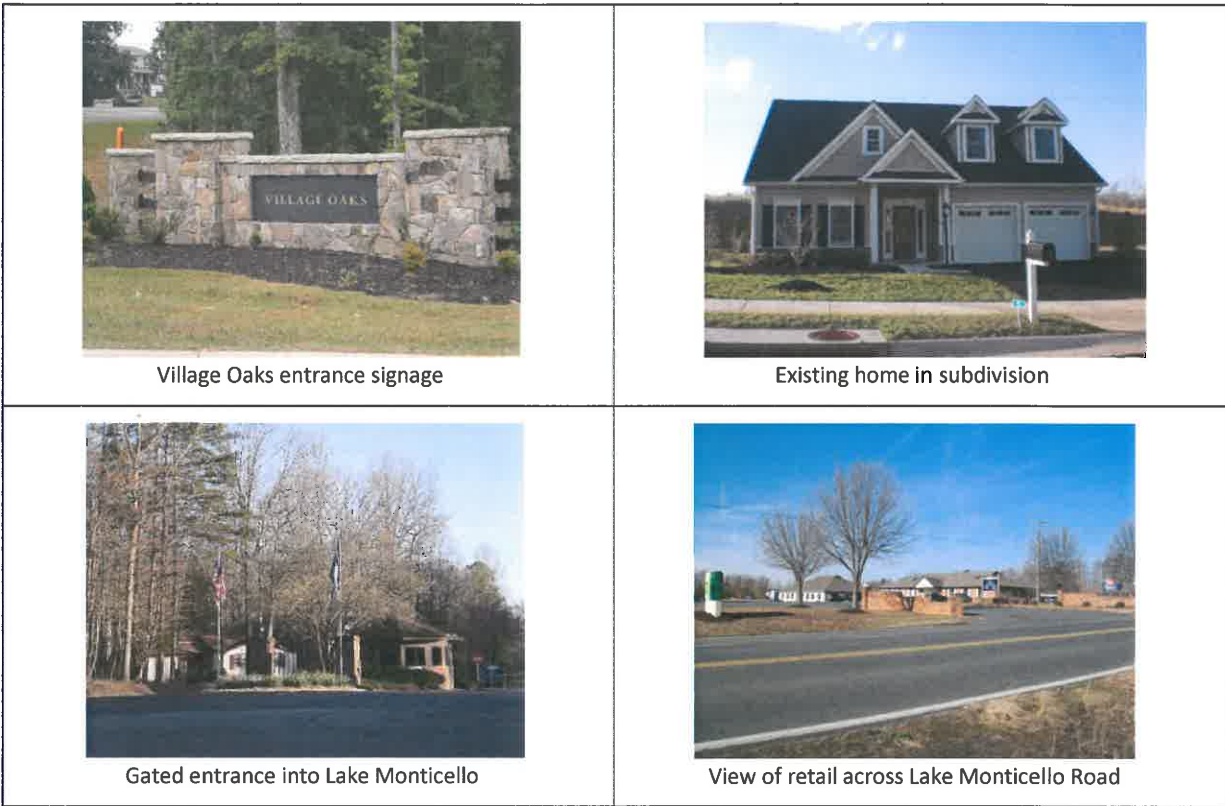 VILLAGE OAKS
Village Oaks entrance signage
Existing home in subdivision
Gated entrance into Lake Monticello
View of retail across Lake Monticello Road